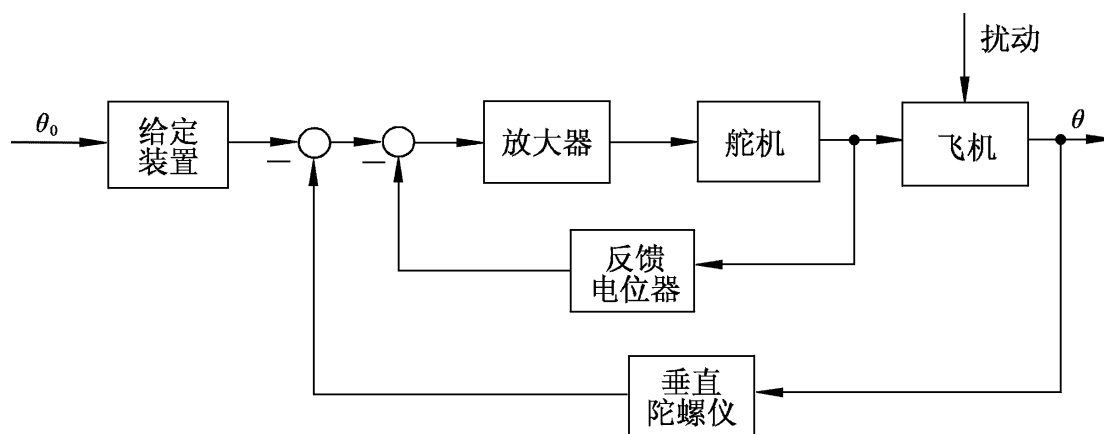 扰动
θ₀
给定
装置
放大器
舵机
飞机
θ
反馈
电位器
垂直
陀螺仪